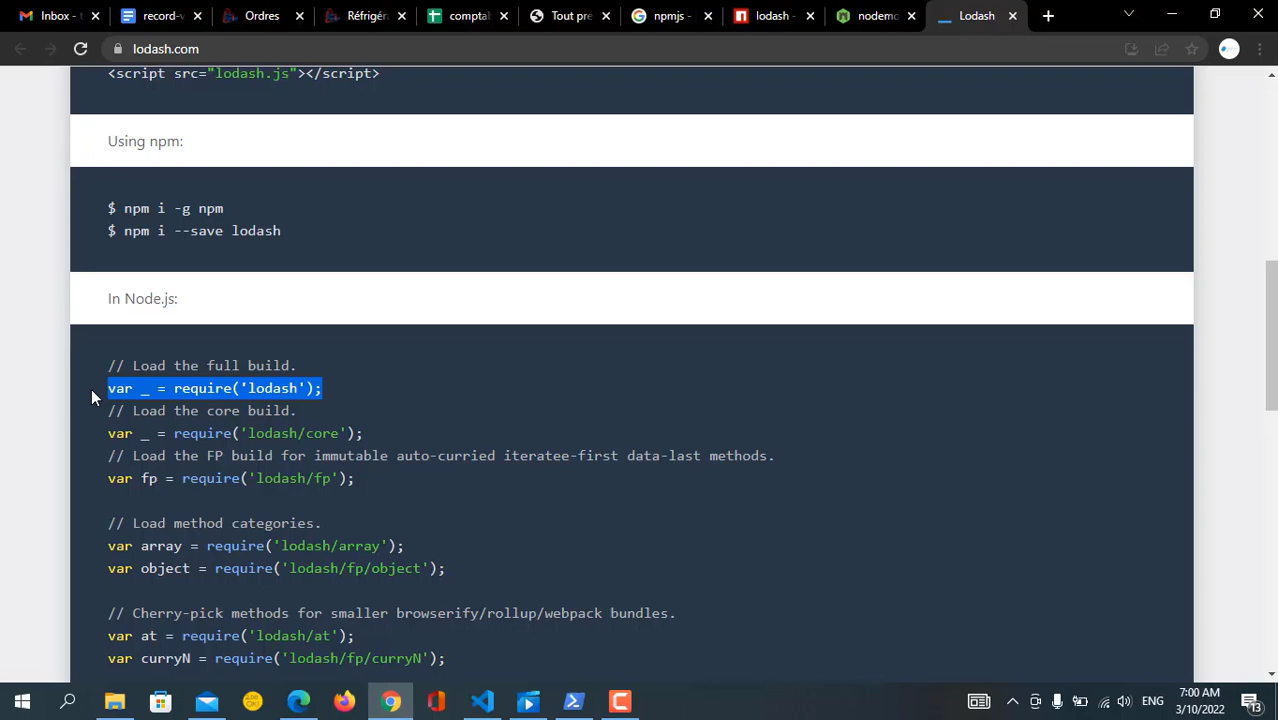 Inbox -
record-v
Ordres
Réfrigéra
comptab
Tout pre
npmjs -
lodash -
nodemo
Lodash
lodash.com
<script src="lodash.js"></script>
Using npm:
$ npm i -g npm
$ npm i --save lodash
In Node.js:
// Load the full build.
var _ = require('lodash');
// Load the core build.
var _ = require('lodash/core');
// Load the FP build for immutable auto-curried iteratee-first data-last methods.
var fp = require('lodash/fp');
// Load method categories.
var array = require('lodash/array');
var object = require('lodash/fp/object');
// Cherry-pick methods for smaller browserify/rollup/webpack bundles.
var at = require('lodash/at');
var curryN = require('lodash/fp/curryN');
ENG
7:00 AM
3/10/2022
13